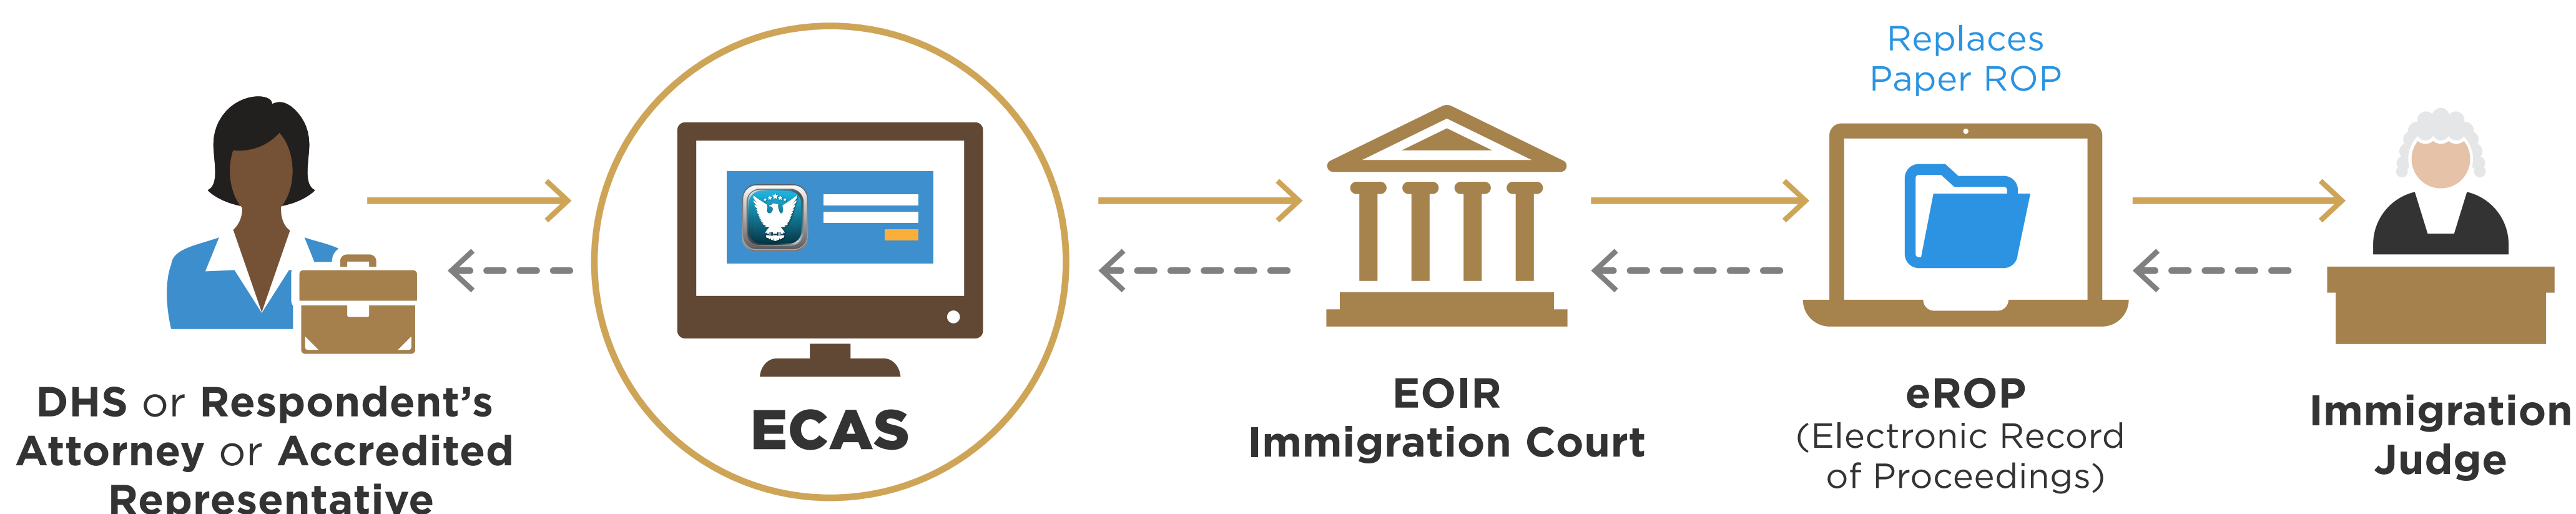 DHS or Respondent’s
Attorney or Accredited
Representative
ECAS
EOIR
Immigration Court
Replaces
Paper ROP
eROP
(Electronic Record
of Proceedings)
Immigration
Judge